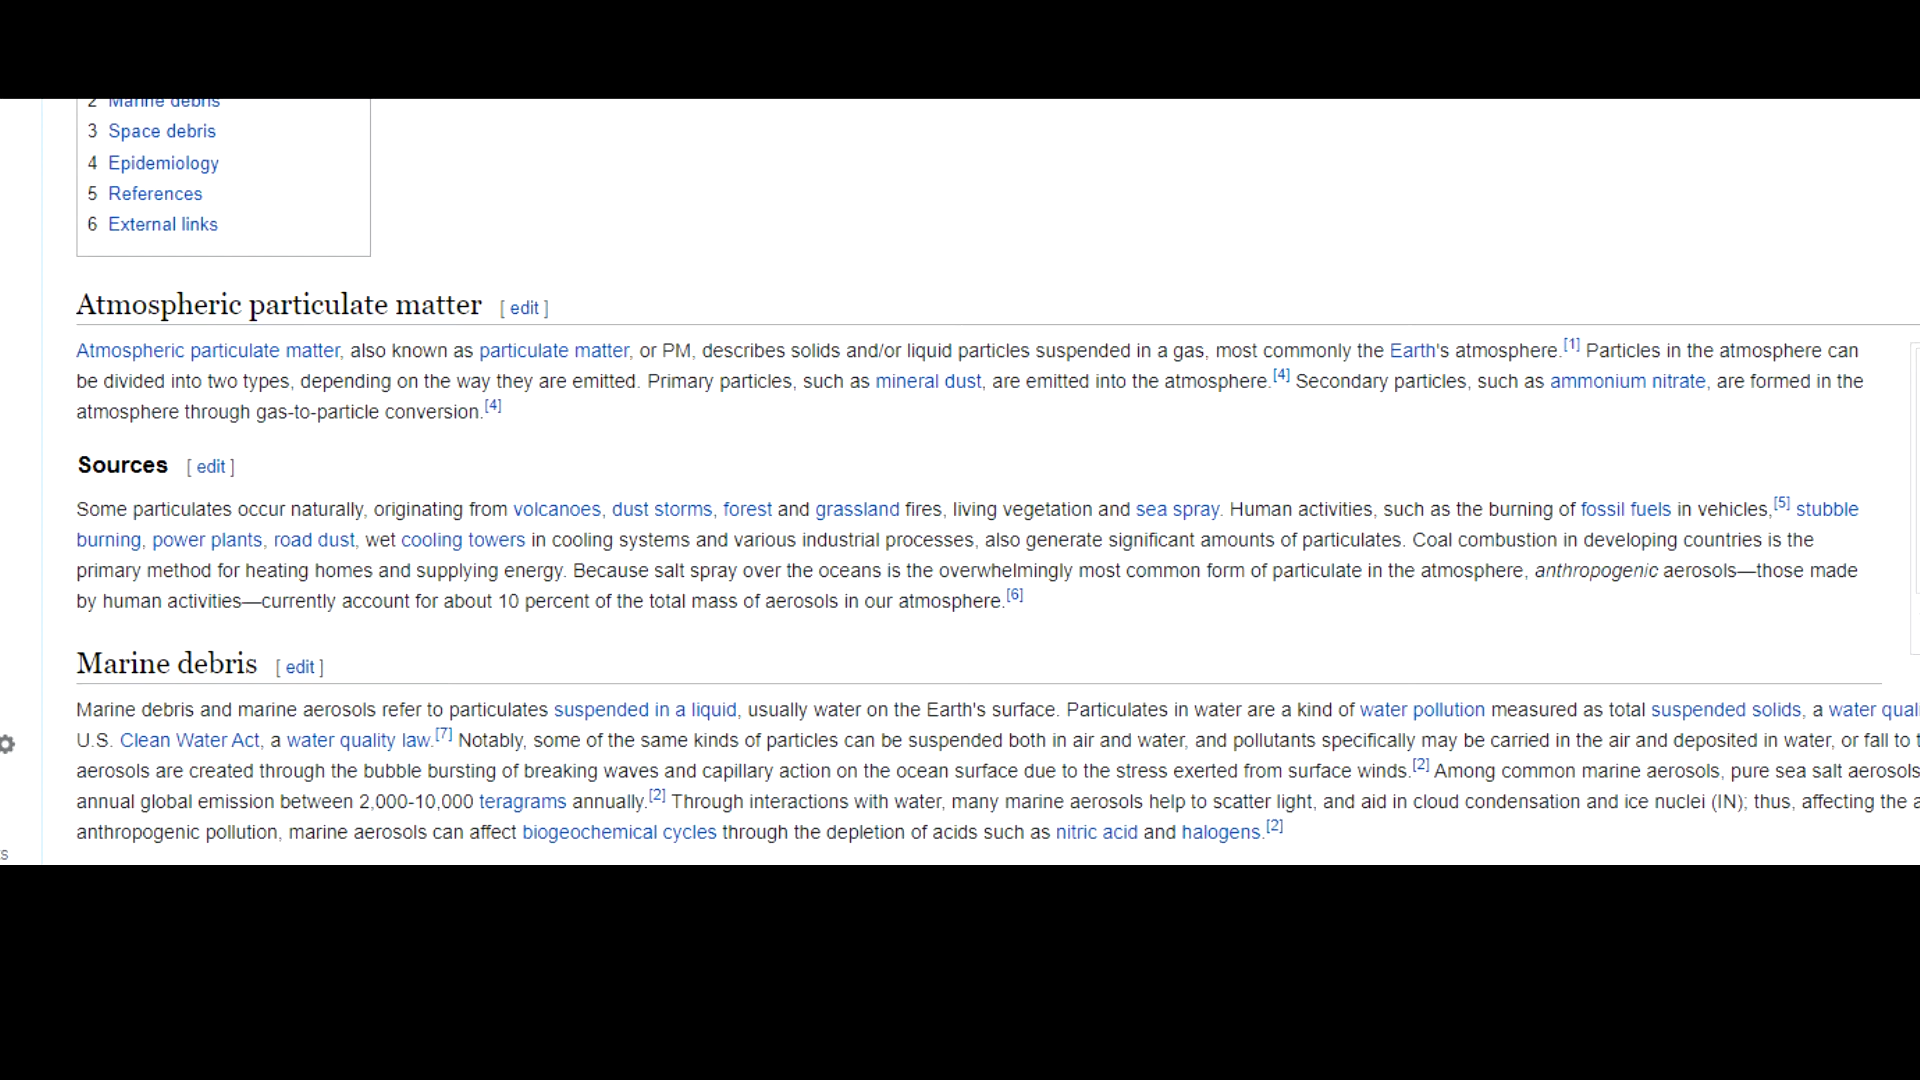 2 Marine debris
3 Space debris
4 Epidemiology
5 References
6 External links
Atmospheric particulate matter [ edit ]
Atmospheric particulate matter, also known as particulate matter, or PM, describes solids and/or liquid particles suspended in a gas, most commonly the Earth's atmosphere.[1] Particles in the atmosphere can
be divided into two types, depending on the way they are emitted. Primary particles, such as mineral dust, are emitted into the atmosphere.[4] Secondary particles, such as ammonium nitrate, are formed in the
atmosphere through gas-to-particle conversion.[4]
Sources [ edit ]
Some particulates occur naturally, originating from volcanoes, dust storms, forest and grassland fires, living vegetation and sea spray. Human activities, such as the burning of fossil fuels in vehicles,[5] stubble
burning, power plants, road dust, wet cooling towers in cooling systems and various industrial processes, also generate significant amounts of particulates. Coal combustion in developing countries is the
primary method for heating homes and supplying energy. Because salt spray over the oceans is the overwhelmingly most common form of particulate in the atmosphere, anthropogenic aerosols—those made
by human activities—currently account for about 10 percent of the total mass of aerosols in our atmosphere.[6]
Marine debris [ edit ]
Marine debris and marine aerosols refer to particulates suspended in a liquid, usually water on the Earth's surface. Particulates in water are a kind of water pollution measured as total suspended solids, a water quali
U.S. Clean Water Act, a water quality law.[7] Notably, some of the same kinds of particles can be suspended both in air and water, and pollutants specifically may be carried in the air and deposited in water, or fall to t
aerosols are created through the bubble bursting of breaking waves and capillary action on the ocean surface due to the stress exerted from surface winds.[2] Among common marine aerosols, pure sea salt aerosols
annual global emission between 2,000-10,000 teragrams annually.[2] Through interactions with water, many marine aerosols help to scatter light, and aid in cloud condensation and ice nuclei (IN); thus, affecting the a
anthropogenic pollution, marine aerosols can affect biogeochemical cycles through the depletion of acids such as nitric acid and halogens.[2]